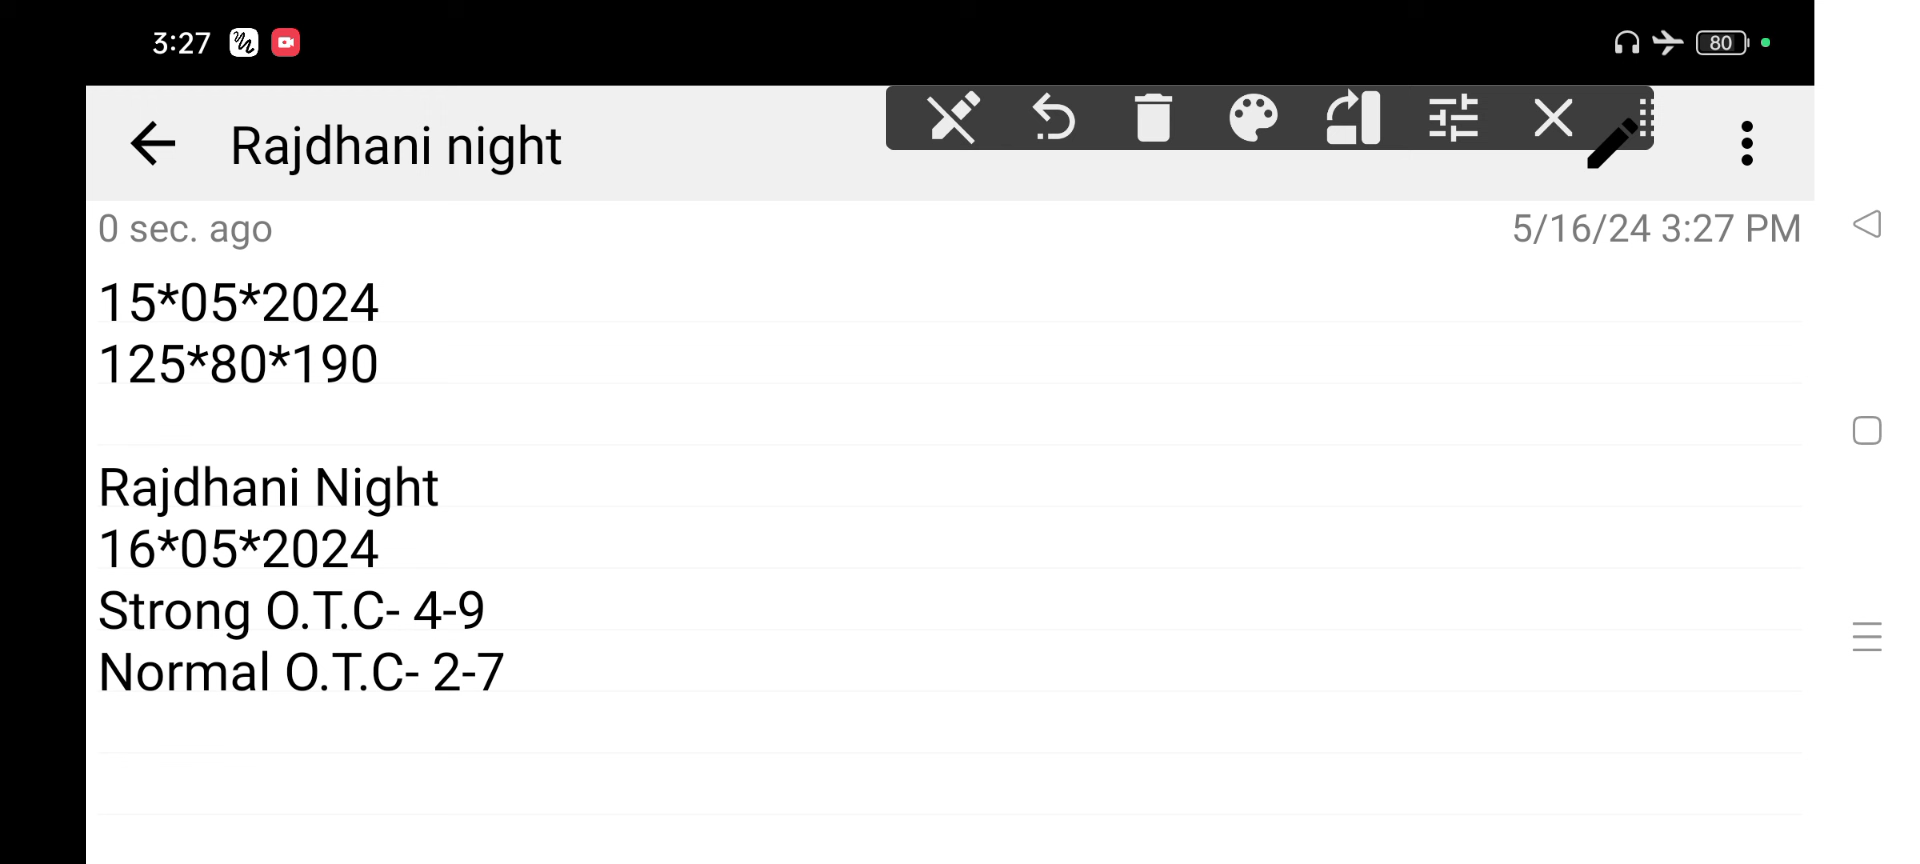 3:27
80
Rajdhani night
0 sec. ago
5/16/24 3:27 PM
15*05*2024
125*80*190
Rajdhani Night
16*05*2024
Strong O.T.C- 4-9
Normal O.T.C- 2-7